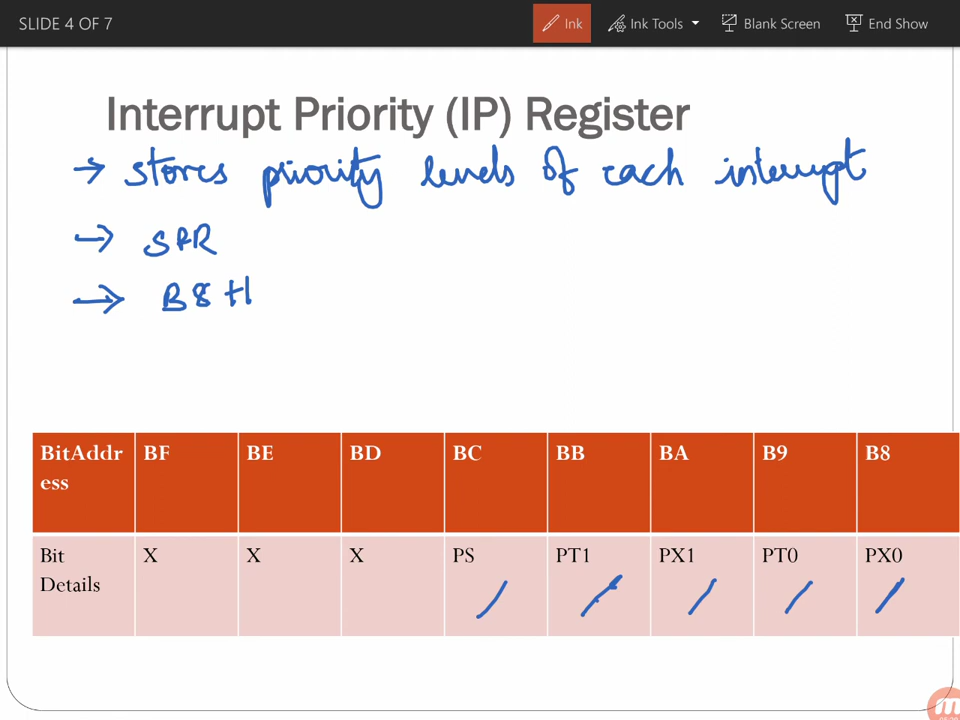 SLIDE 4 OF 7 Ink Ink Tools Blank Screen End Show
Interrupt Priority (IP) Register
→ stores priority levels of each interrupt
→ SFR
→ B8H
BitAddr BF BE BD BC BB BA B9 B8
ess
Bit X X X PS PT1 PX1 PT0 PX0
Details